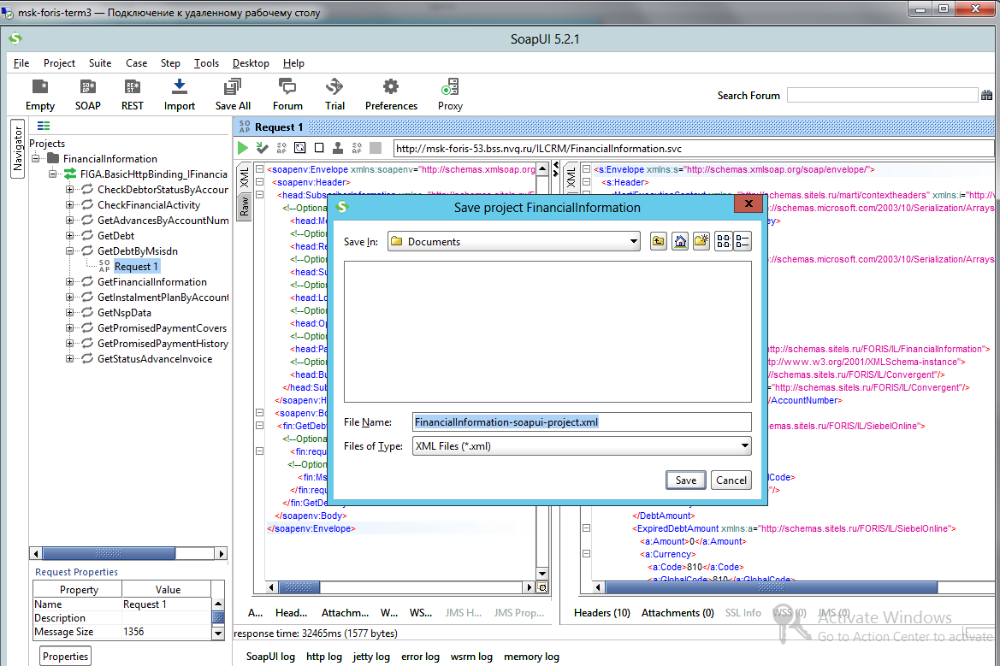 msk-foris-term3 — Подключение к удаленному рабочему столу
SoapUI 5.2.1
File Project Suite Case Step Tools Desktop Help
Empty SOAP REST Import Save All Forum Trial Preferences Proxy
Search Forum
Navigator
Projects
FinancialInformation
FIGA.BasicHttpBinding_IFinancia
CheckDebtorStatusByAccour
CheckFinancialActivity
GetAdvancesByAccountNum
GetDebt
GetDebtByMsisdn
Request 1
GetFinancialInformation
GetInstalmentPlanByAccount
GetNspData
GetPromisedPaymentCovers
GetPromisedPaymentHistory
GetStatusAdvanceInvoice
Request Properties
Property Value
Name Request 1
Description
Message Size 1356
Properties
Request 1
http://msk-foris-53.bss.nvq.ru/ILCRM/FinancialInformation.svc
XML
Raw
<soapenv:Envelope xmlns:soapenv="http://schemas.xmlsoap.org
<soapenv:Header>
<!--Optiona
<head:Me
<!--Option
<head:Re
<!--Option
<head:Su
<!--Option
<head:Lo
<!--Option
<head:Op
<!--Option
<head:Pa
<!--Option
<head:Bu
</head:Sub
</soapenv:H
<soapenv:Bo
<fin:GetDebt
<!--Optiona
<fin:requ
<!--Option
<fin:Ms
</fin:requ
</fin:GetDe
</soapenv:Body>
</soapenv:Envelope>
XML
Raw
<s:Envelope xmlns:s="http://schemas.xmlsoap.org/soap/envelope/">
<s:Header>
schemas.sitels.ru/marti/contextheaders" xmlns:i="http://v
://schemas.microsoft.com/2003/10/Serialization/Arrays
ey>
://schemas.microsoft.com/2003/10/Serialization/Arrays
http://schemas.sitels.ru/FORIS/IL/FinancialInformation">
tp://www.w3.org/2001/XMLSchema-instance">
//schemas.sitels.ru/FORIS/IL/Convergent"/>
="http://schemas.sitels.ru/FORIS/IL/Convergent"/>
/AccountNumber>
emas.sitels.ru/FORIS/IL/SiebelOnline">
lCode>
"/>
</DebtAmount>
<ExpiredDebtAmount xmlns:a="http://schemas.sitels.ru/FORIS/IL/SiebelOnline">
<a:Amount>0</a:Amount>
<a:Currency>
<a:Code>810</a:Code>
<a:GlobalCode>810</a:GlobalCode>
Save project FinancialInformation
Save In: Documents
File Name: FinancialInformation-soapui-project.xml
Files of Type: XML Files (*.xml)
Save Cancel
A... Head... Attachm... W... WS... JMS H... JMS Prop...
Headers (10) Attachments (0) SSL Info WSS (0) JMS (0)
response time: 32465ms (1577 bytes)
SoapUI log http log jetty log error log wsrm log memory log
Activate Windows
Go to Action Center to activate